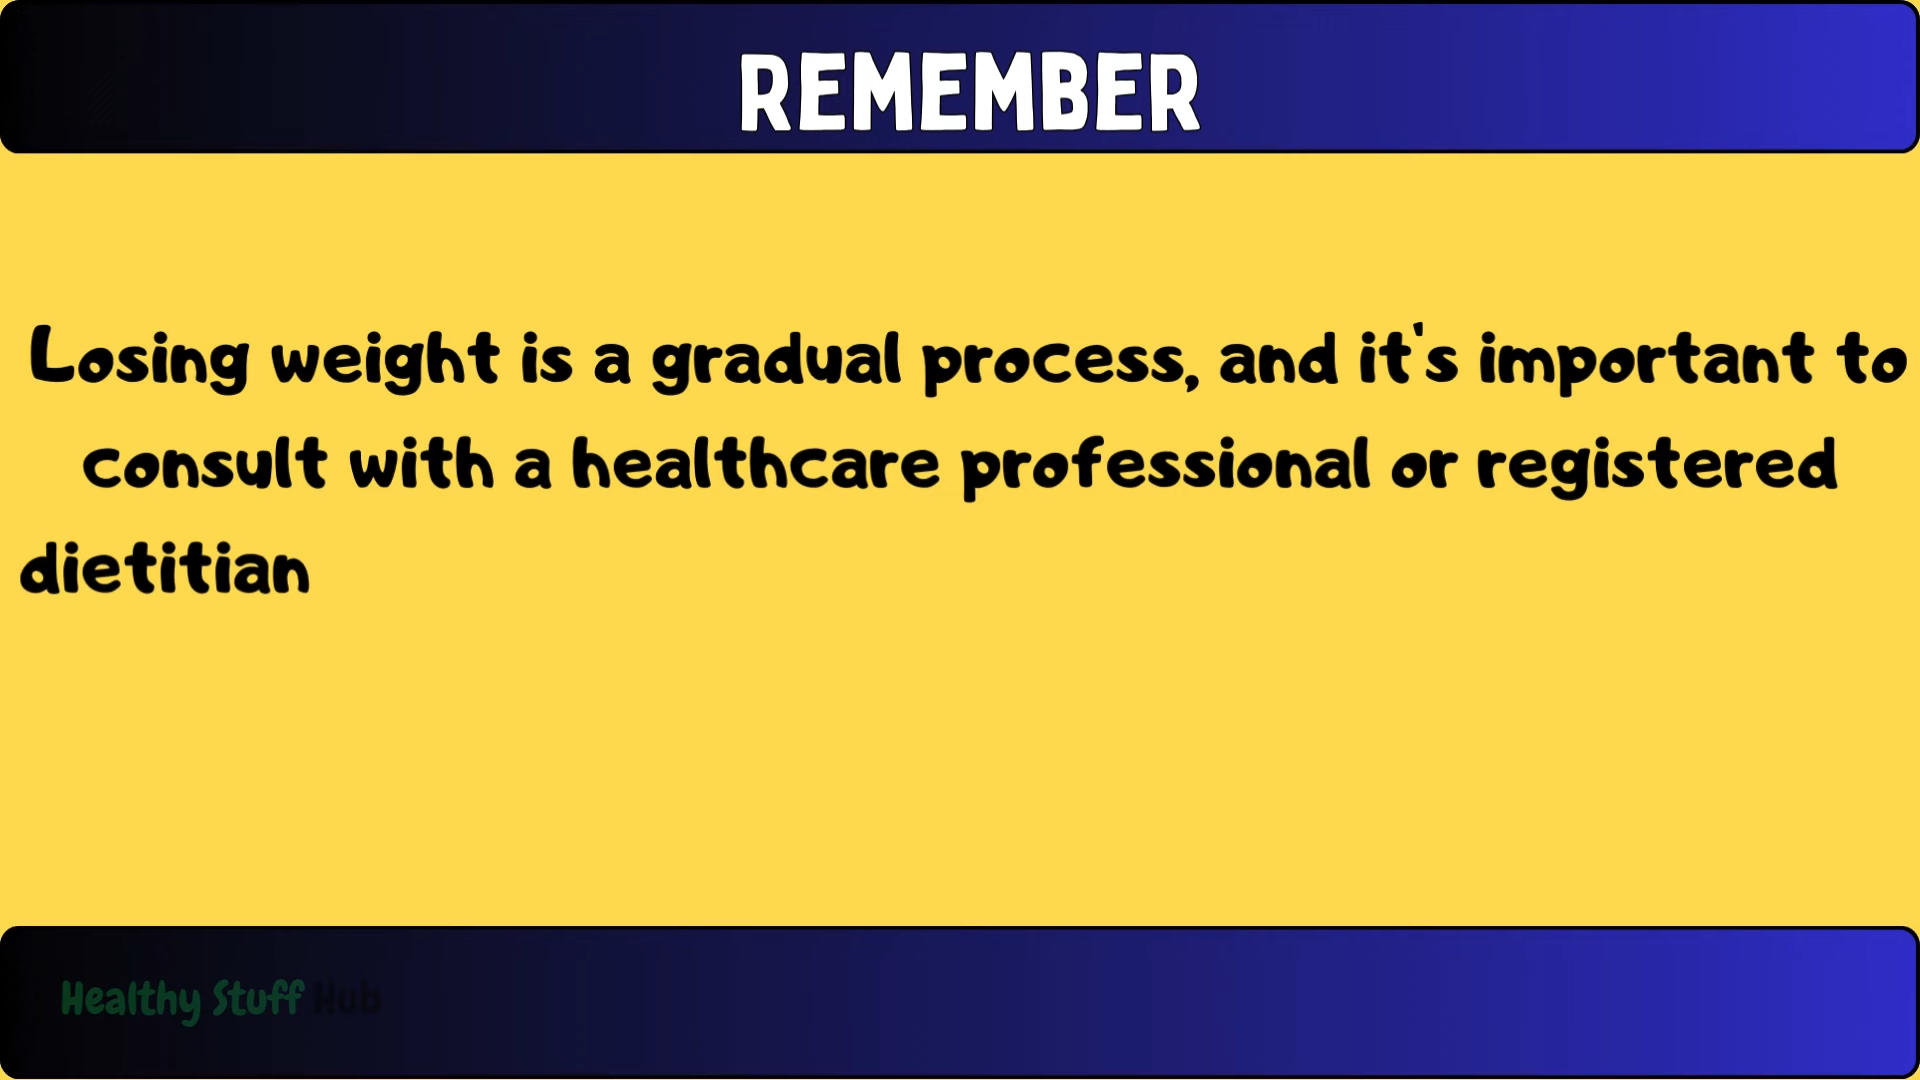 REMEMBER
Losing weight is a gradual process, and it's important to
consult with a healthcare professional or registered
dietitian
Healthy Stuff Hub